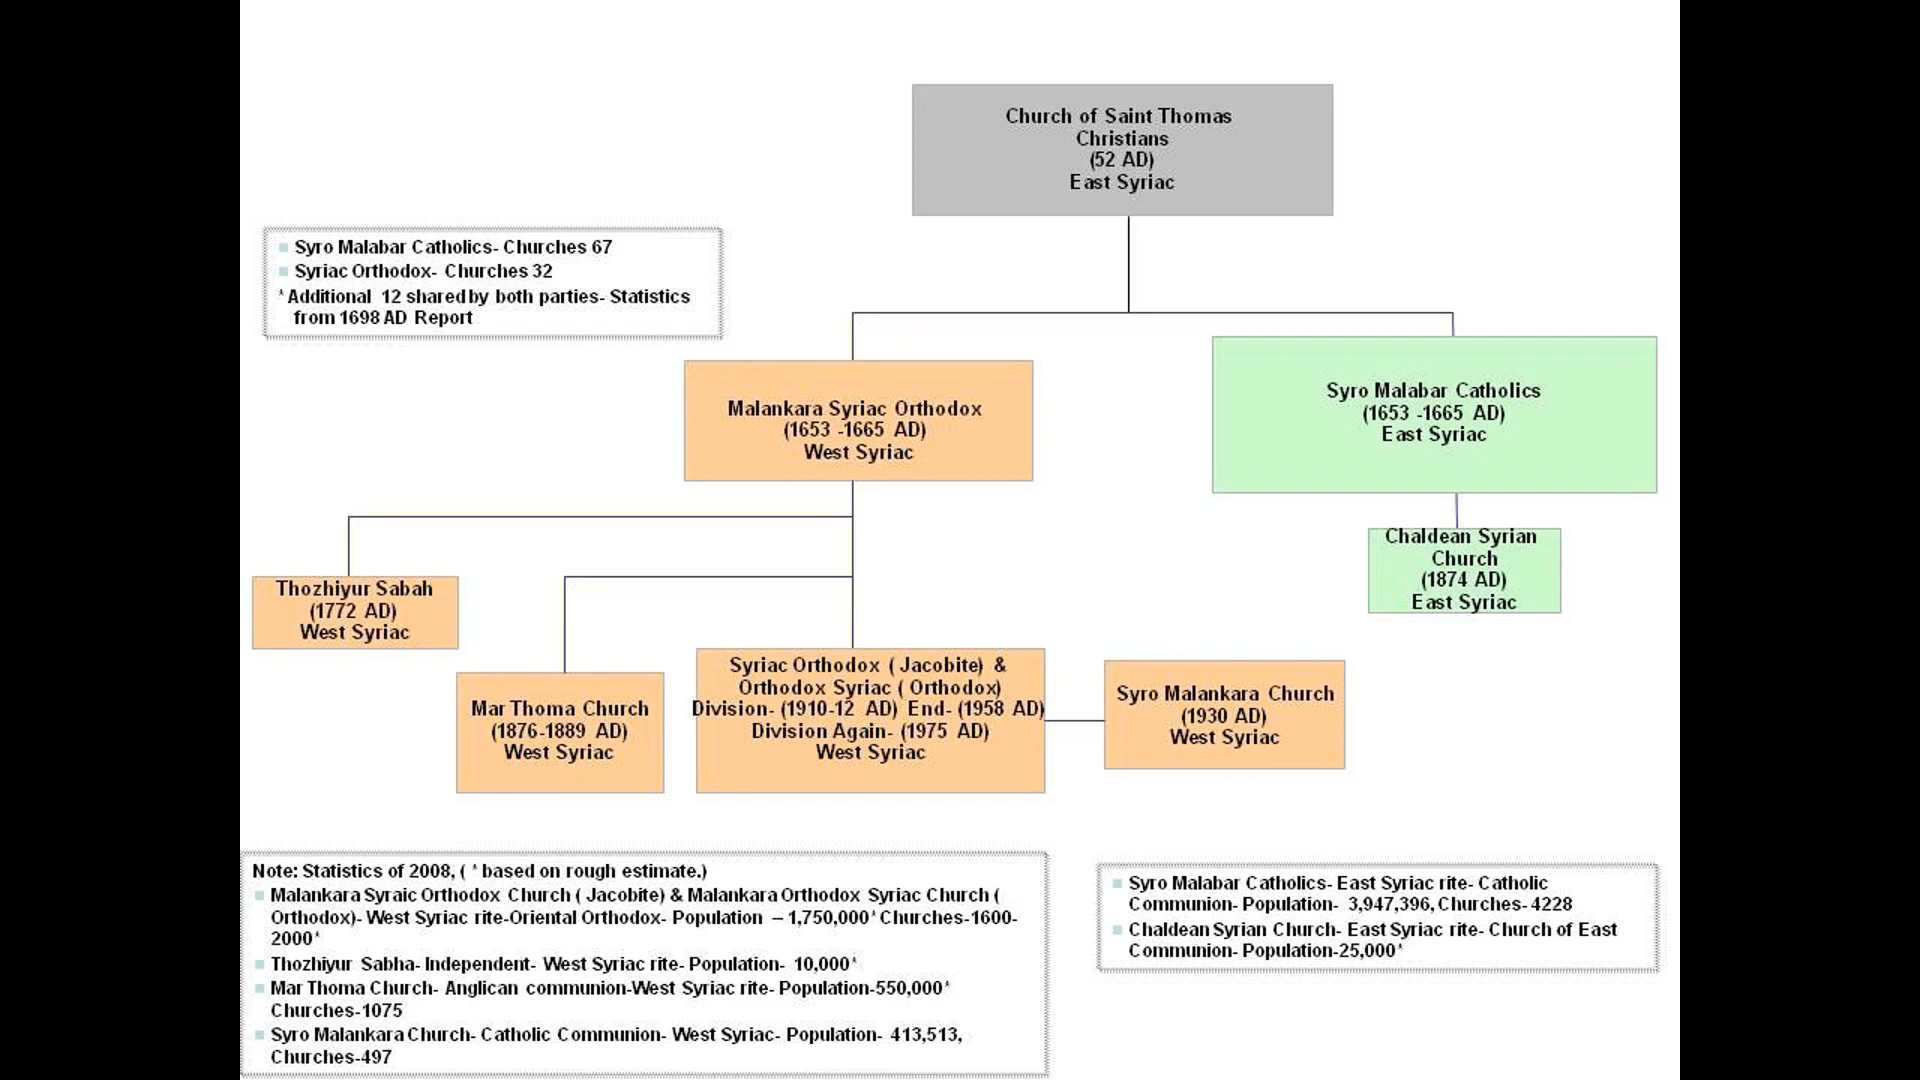 Church of Saint Thomas
Christians
(52 AD)
East Syriac
Syro Malabar Catholics- Churches 67
Syriac Orthodox- Churches 32
* Additional 12 shared by both parties- Statistics
from 1698 AD Report
Malankara Syriac Orthodox
(1653 -1665 AD)
West Syriac
Syro Malabar Catholics
(1653 -1665 AD)
East Syriac
Chaldean Syrian
Church
(1874 AD)
East Syriac
Thozhiyur Sabah
(1772 AD)
West Syriac
Mar Thoma Church
(1876-1889 AD)
West Syriac
Syriac Orthodox ( Jacobite) &
Orthodox Syriac ( Orthodox)
Division- (1910-12 AD) End- (1958 AD)
Division Again- (1975 AD)
West Syriac
Syro Malankara Church
(1930 AD)
West Syriac
Note: Statistics of 2008, ( * based on rough estimate.)
Malankara Syraic Orthodox Church ( Jacobite) & Malankara Orthodox Syriac Church (
Orthodox)- West Syriac rite-Oriental Orthodox- Population – 1,750,000* Churches-1600-
2000*
Thozhiyur Sabha- Independent- West Syriac rite- Population- 10,000*
Mar Thoma Church- Anglican communion-West Syriac rite- Population-550,000*
Churches-1075
Syro Malankara Church- Catholic Communion- West Syriac- Population- 413,513,
Churches-497
Syro Malabar Catholics- East Syriac rite- Catholic
Communion- Population- 3,947,396, Churches- 4228
Chaldean Syrian Church- East Syriac rite- Church of East
Communion- Population-25,000*